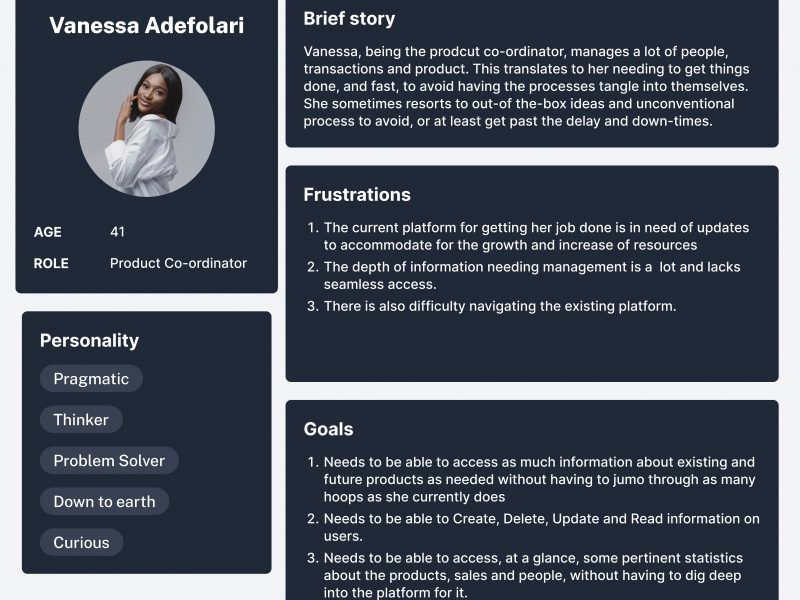 Vanessa Adefolari
AGE 41
ROLE Product Co-ordinator
Personality
Pragmatic
Thinker
Problem Solver
Down to earth
Curious
Brief story
Vanessa, being the prodcut co-ordinator, manages a lot of people,
transactions and product. This translates to her needing to get things
done, and fast, to avoid having the processes tangle into themselves.
She sometimes resorts to out-of the-box ideas and unconventional
process to avoid, or at least get past the delay and down-times.
Frustrations
1. The current platform for getting her job done is in need of updates
to accommodate for the growth and increase of resources
2. The depth of information needing management is a lot and lacks
seamless access.
3. There is also difficulty navigating the existing platform.
Goals
1. Needs to be able to access as much information about existing and
future products as needed without having to jumo through as many
hoops as she currently does
2. Needs to be able to Create, Delete, Update and Read information on
users.
3. Needs to be able to access, at a glance, some pertinent statistics
about the products, sales and people, without having to dig deep
into the platform for it.